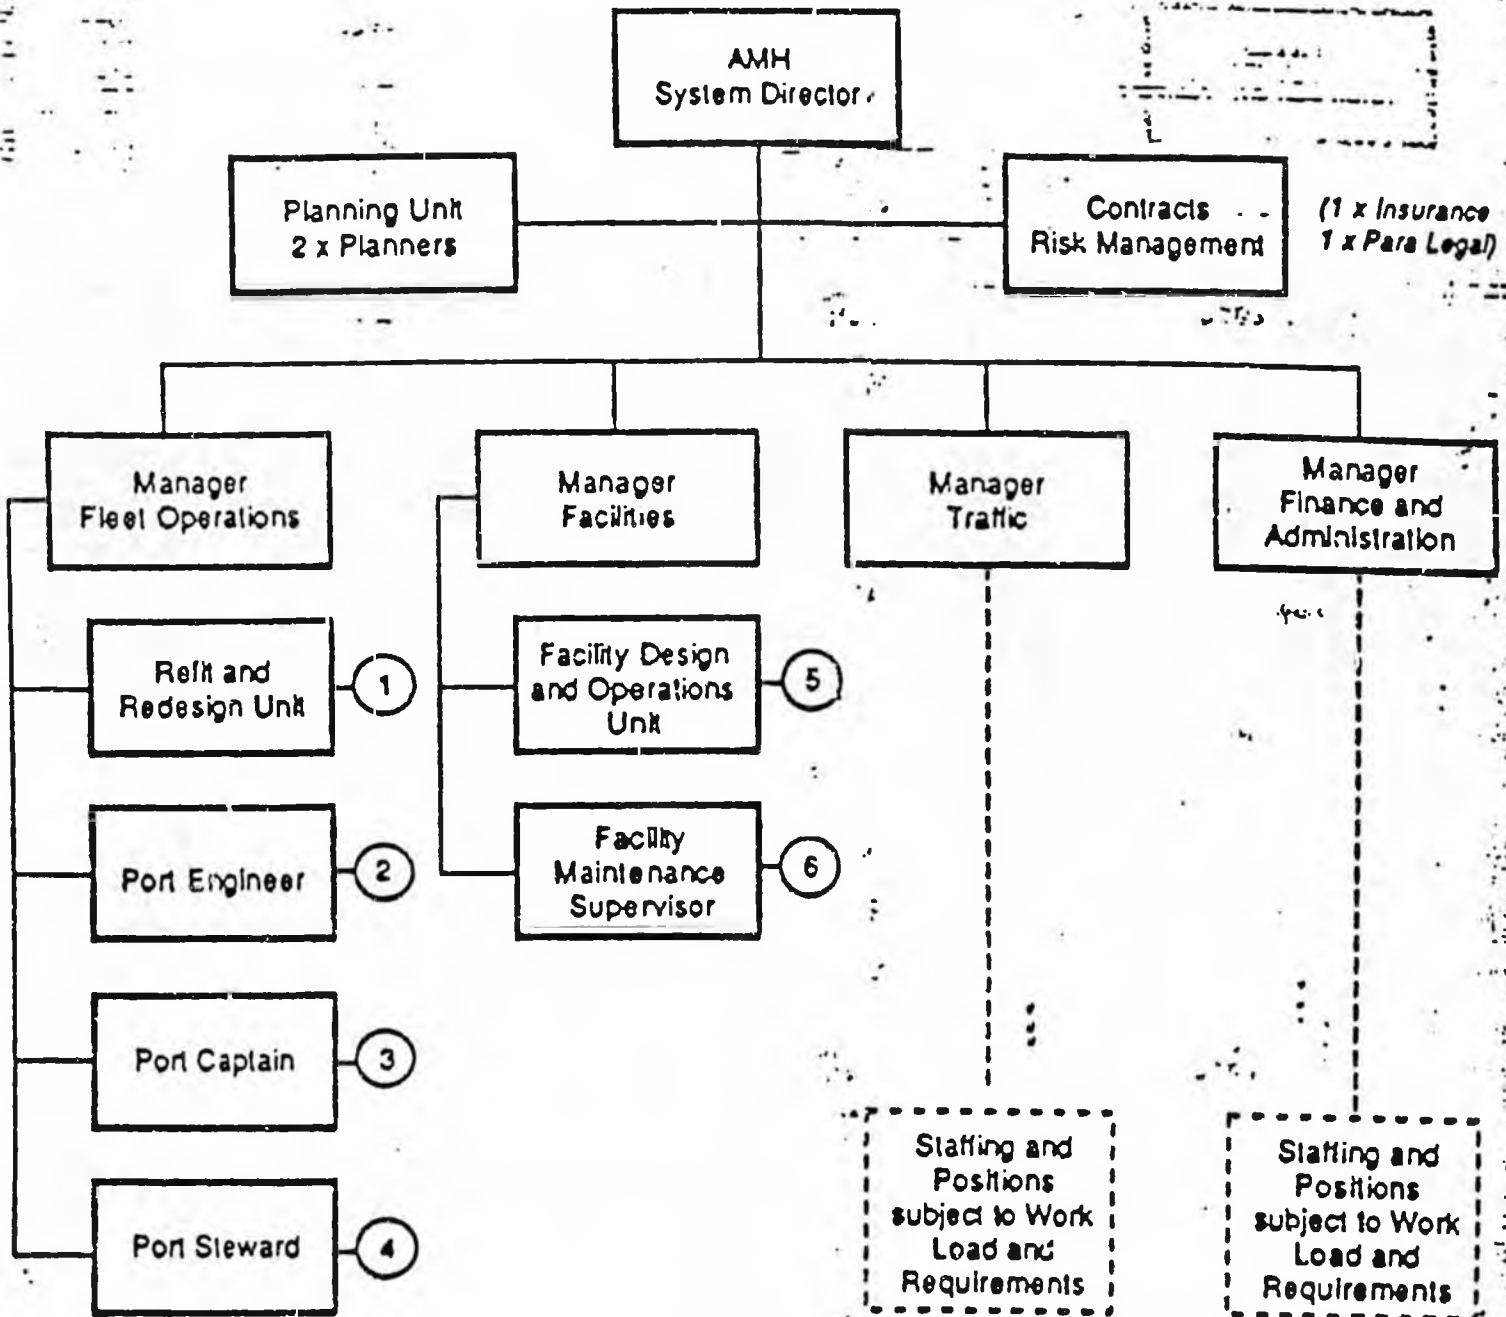 AMH
System Director
Planning Unit
2 x Planners
Contracts
Risk Management
(1 x Insurance
1 x Para Legal)
Manager
Fleet Operations
Manager
Facilities
Manager
Traffic
Manager
Finance and
Administration
Refit and
Redesign Unit
1
Facility Design
and Operations
Unit
5
Port Engineer
2
Facility
Maintenance
Supervisor
6
Port Captain
3
Port Steward
4
Staffing and
Positions
subject to Work
Load and
Requirements
Staffing and
Positions
subject to Work
Load and
Requirements